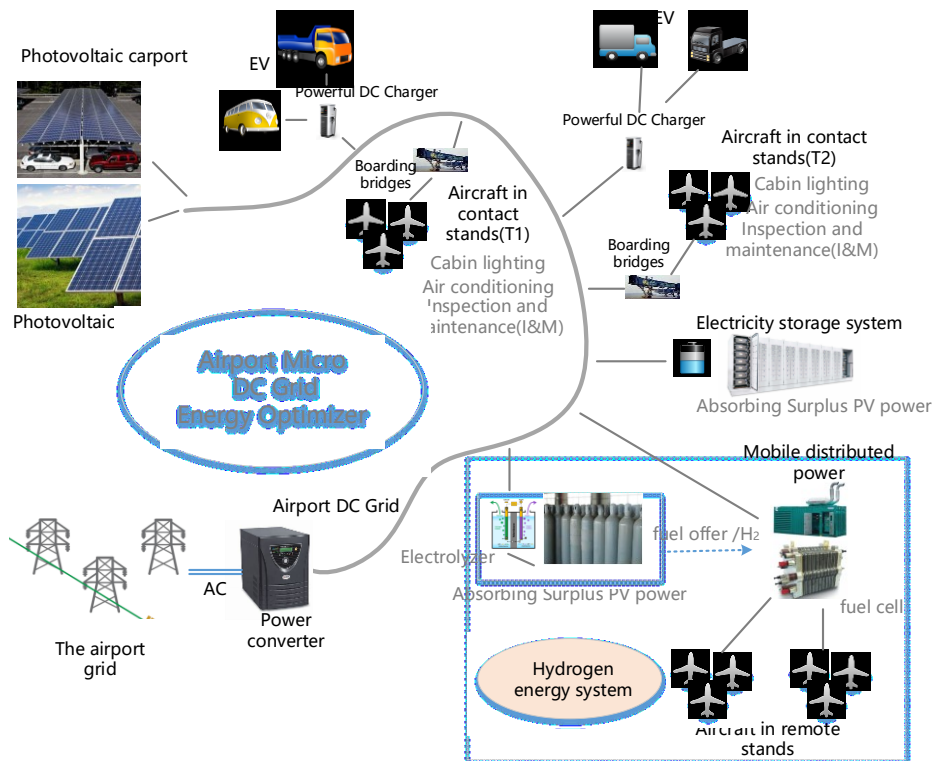 Photovoltaic carport
EV
Powerful DC Charger
EV
Powerful DC Charger
Boarding
bridges
Aircraft in
contact
stands(T1)
Cabin lighting
Air conditioning
Inspection and
aintenance(I&M)
Aircraft in contact
stands(T2)
Cabin lighting
Air conditioning
Inspection and
maintenance(I&M)
Boarding
bridges
Photovoltaic
Airport Micro
DC Grid
Energy Optimizer
Electricity storage system
Absorbing Surplus PV power
Mobile distributed
power
Airport DC Grid
AC
Power
converter
The airport
grid
Electrolyzer
fuel offer /H₂
Absorbing Surplus PV power
fuel cell
Hydrogen
energy system
Aircraft in remote
stands